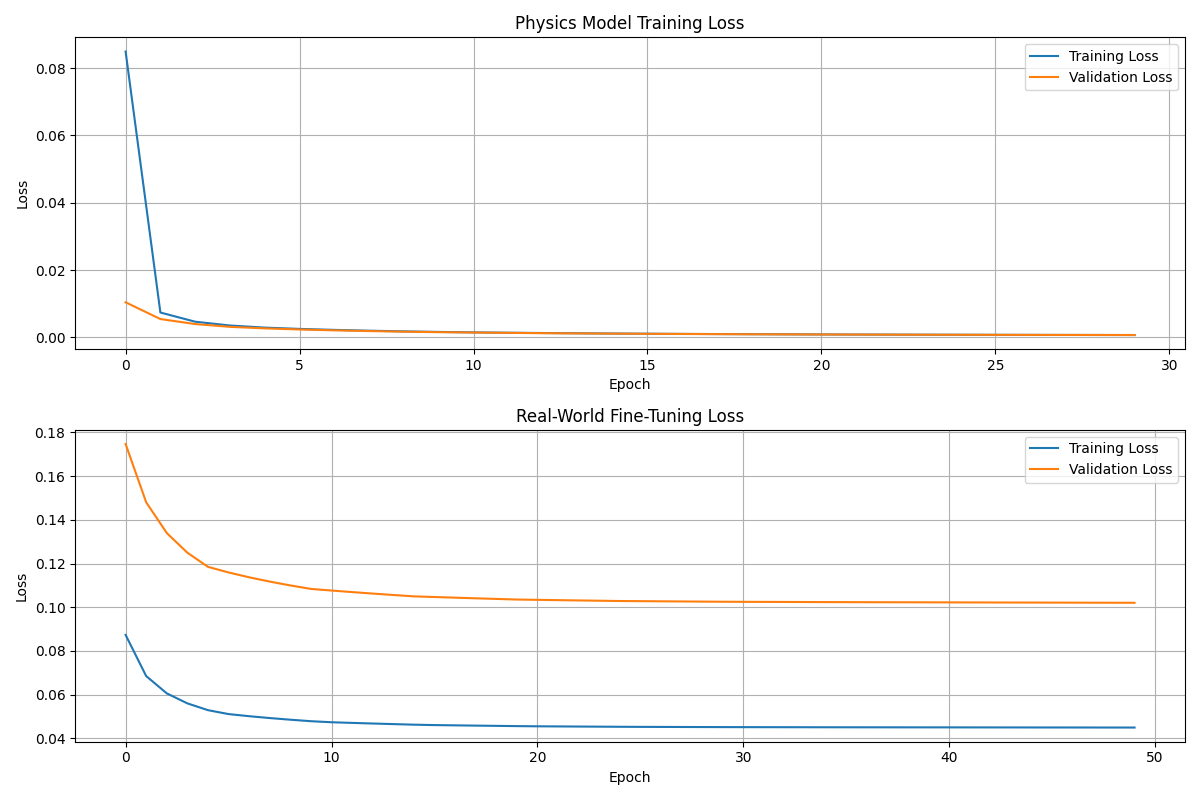 Physics Model Training Loss
Training Loss
Validation Loss
Loss
0.08
0.06
0.04
0.02
0.00
0 5 10 15 20 25 30
Epoch
Real-World Fine-Tuning Loss
Training Loss
Validation Loss
Loss
0.18
0.16
0.14
0.12
0.10
0.08
0.06
0.04
0 10 20 30 40 50
Epoch